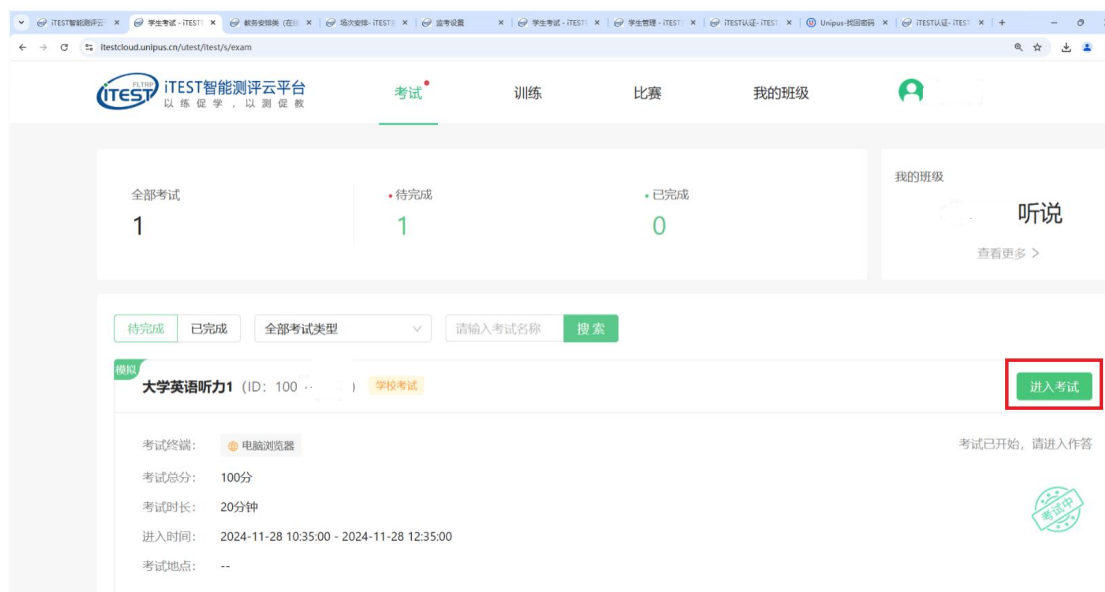 iTEST智能测评云 学生考试 - iTEST 教务安排类 (在 场次安排- iTEST 监考设置 学生考试 - iTEST 学生管理 - iTEST iTEST认证- iTEST Unipus-找回密码 iTEST认证- iTEST
itestcloud.unipus.cn/utest/itest/s/exam
FLTRP
iTEST iTEST智能测评云平台 考试 训练 比赛 我的班级
以练促学，以测促教
我的班级
全部考试 待完成 已完成
1 1 0
听说
查看更多 >
待完成 已完成 全部考试类型 请输入考试名称 搜索
模拟
大学英语听力1 (ID: 100 ) 学校考试 进入考试
考试终端: 电脑浏览器 考试已开始, 请进入作答
考试总分: 100分
考试时长: 20分钟 考试中
进入时间: 2024-11-28 10:35:00 - 2024-11-28 12:35:00
考试地点: --